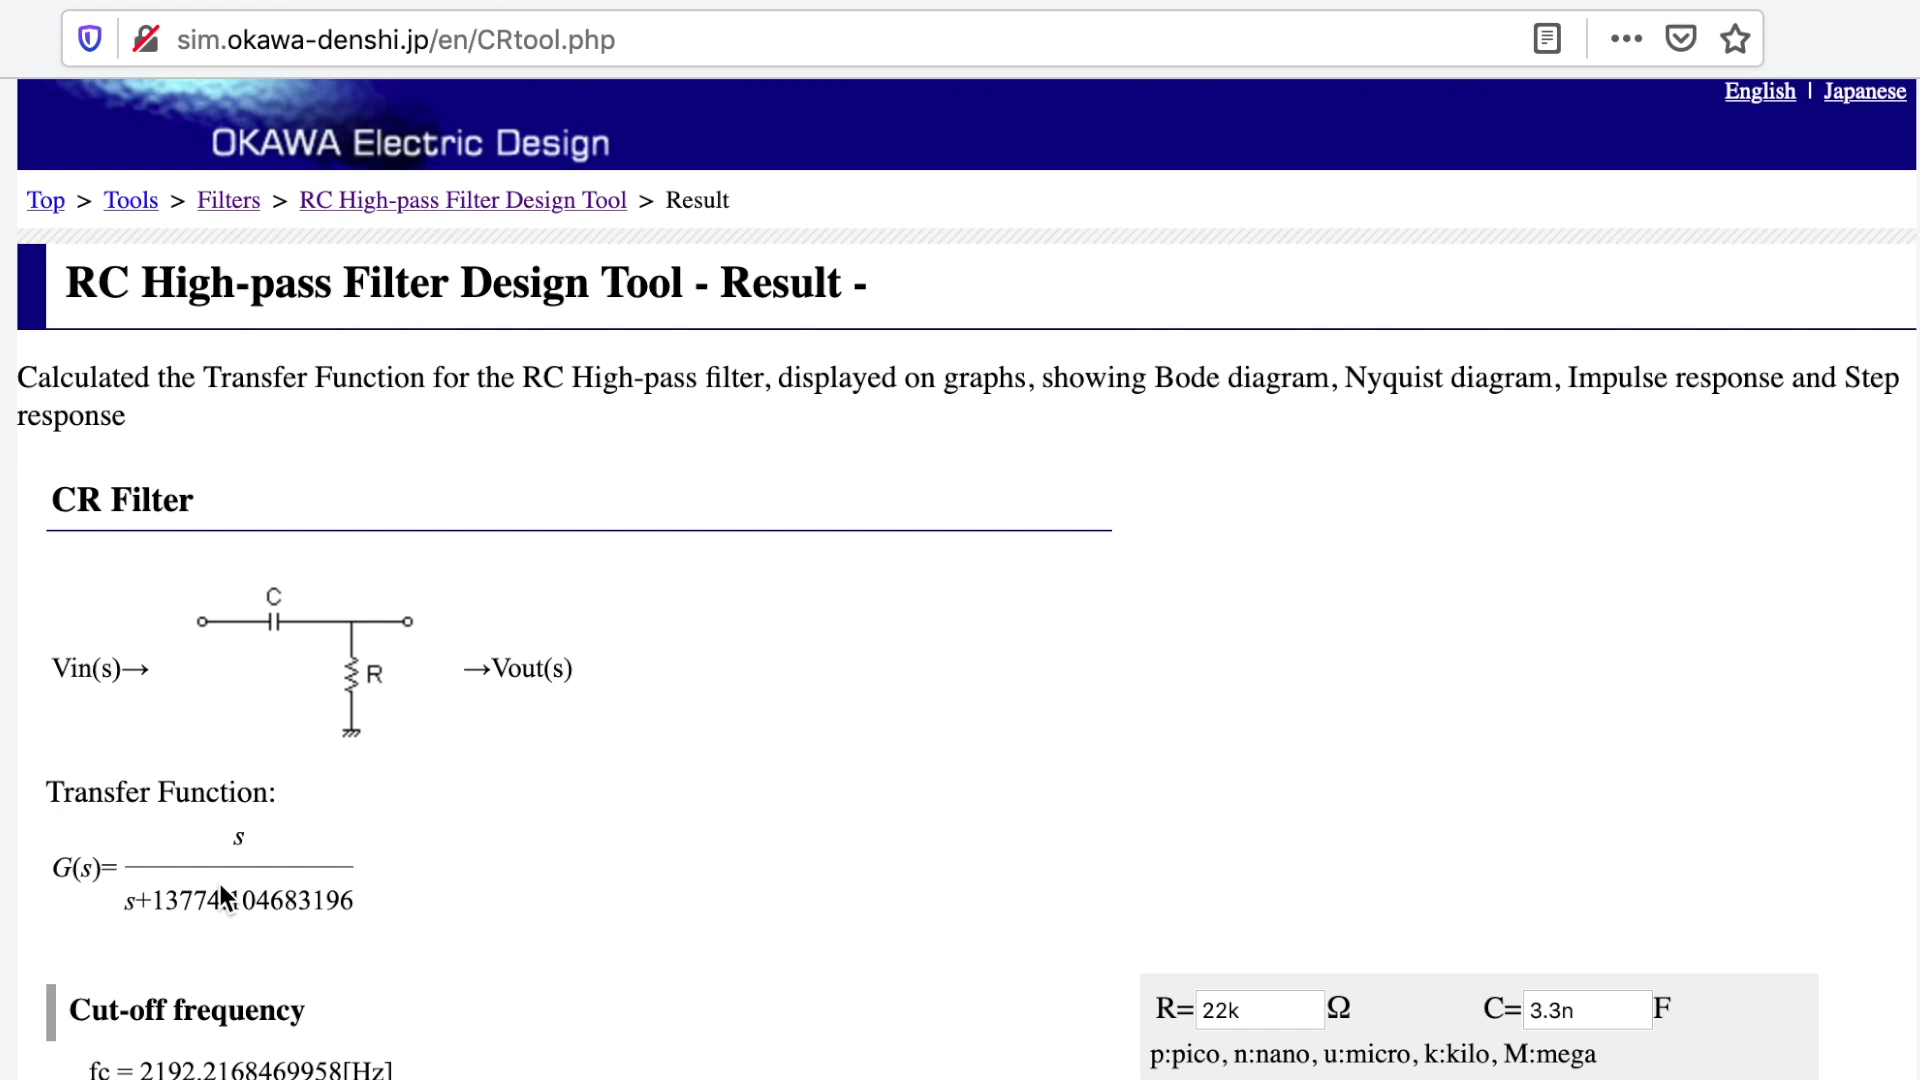 sim.okawa-denshi.jp/en/CRtool.php
English | Japanese
OKAWA Electric Design
Top > Tools > Filters > RC High-pass Filter Design Tool > Result
RC High-pass Filter Design Tool - Result -
Calculated the Transfer Function for the RC High-pass filter, displayed on graphs, showing Bode diagram, Nyquist diagram, Impulse response and Step
response
CR Filter
C
Vin(s)→
R
→Vout(s)
Transfer Function:
s
G(s)=
s+13774.104683196
Cut-off frequency
R= 22k Ω C= 3.3n F
p:pico, n:nano, u:micro, k:kilo, M:mega
fc = 2192.2168469958[Hz]